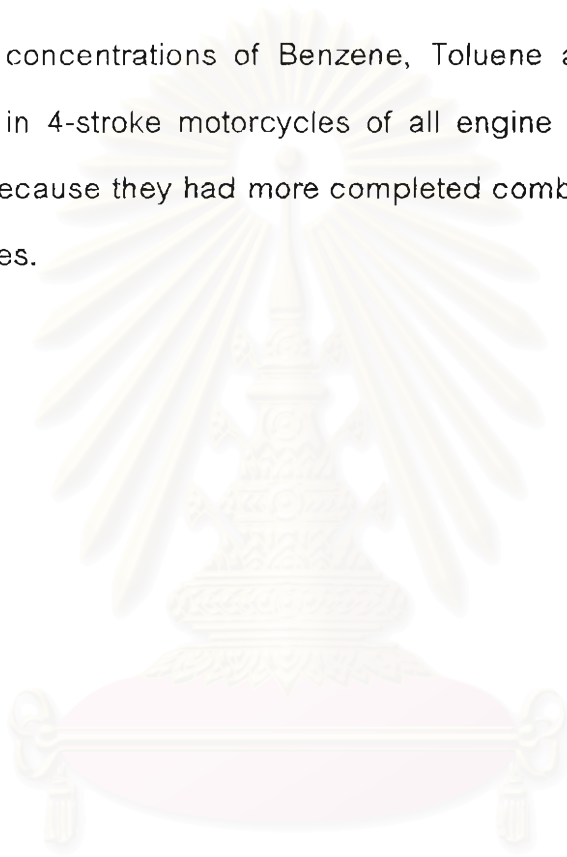 concentrations of Benzene, Toluene
in 4-stroke motorcycles of all engine
ecause they had more completed comb
es.